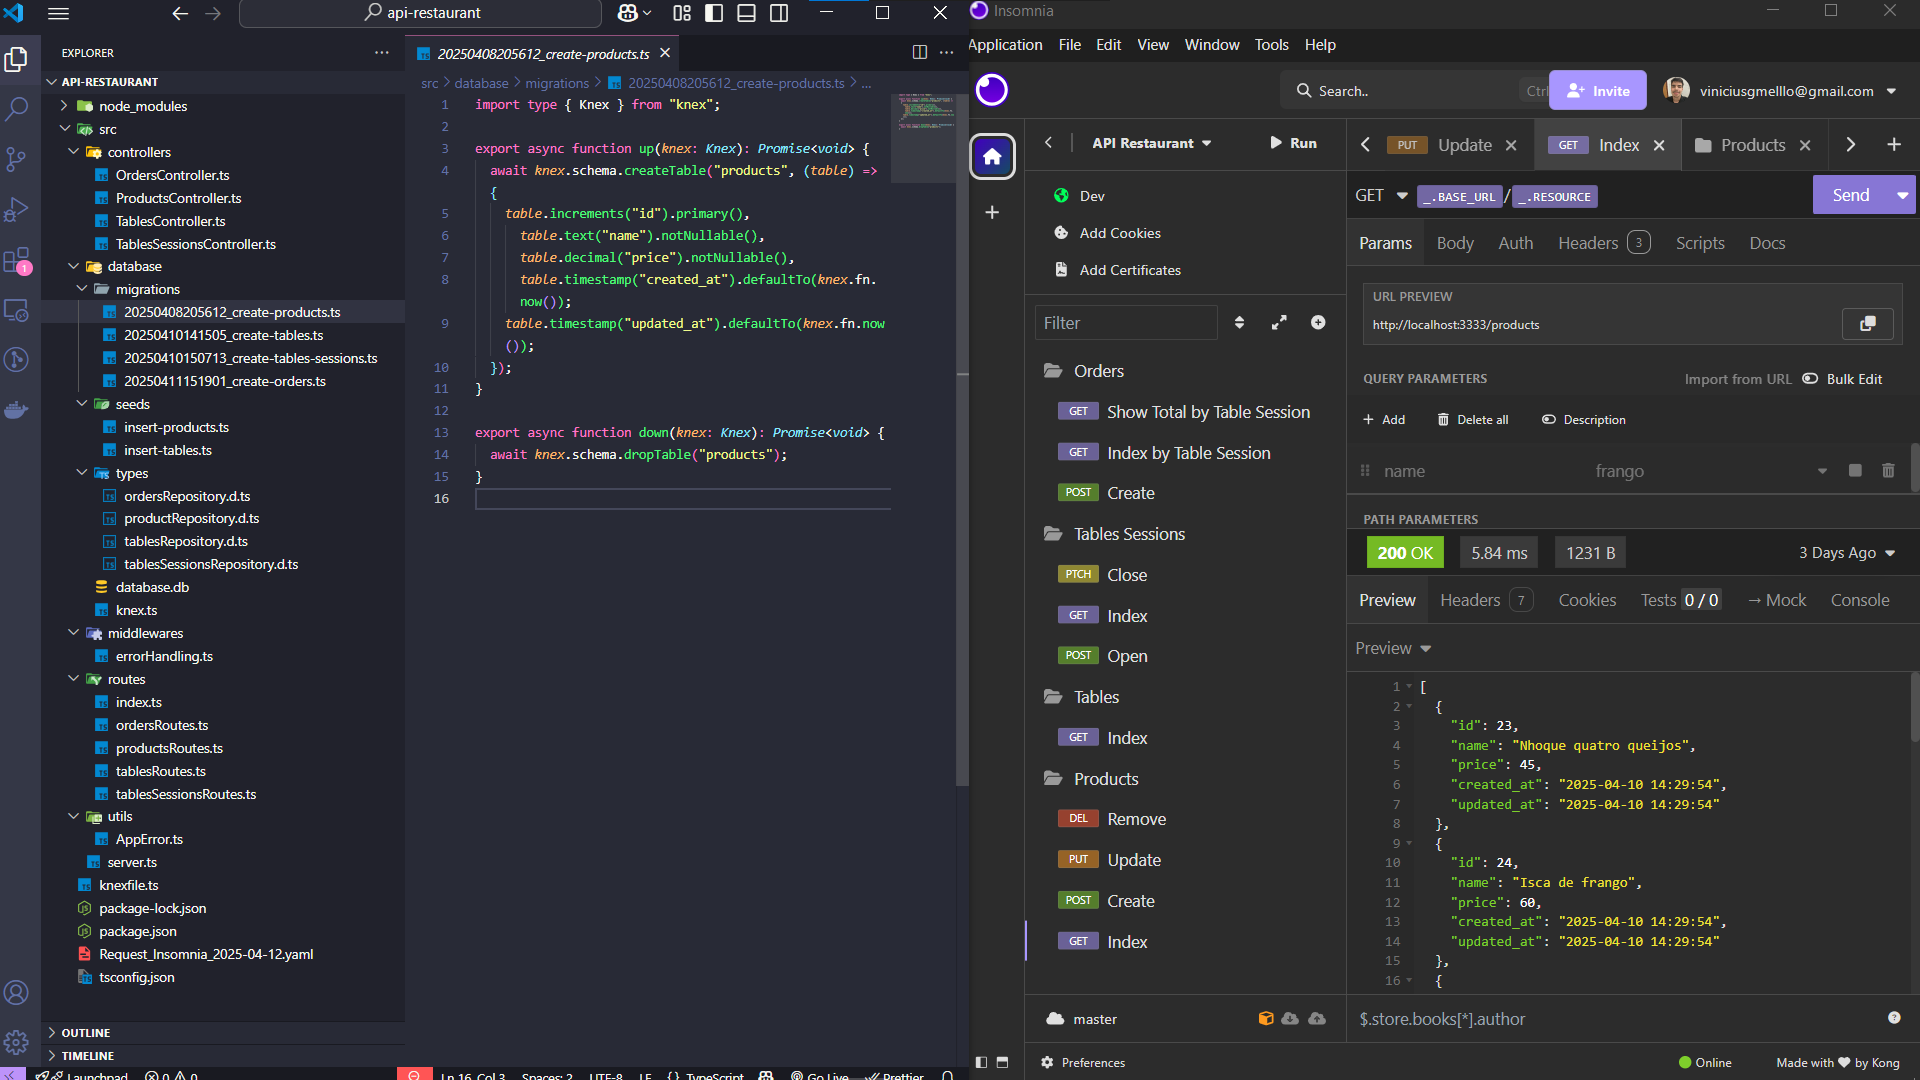 api-restaurant
EXPLORER
API-RESTAURANT
node_modules
src
controllers
OrdersController.ts
ProductsController.ts
TablesController.ts
TablesSessionsController.ts
database
migrations
20250408205612_create-products.ts
20250410141505_create-tables.ts
20250410150713_create-tables-sessions.ts
20250411151901_create-orders.ts
seeds
insert-products.ts
insert-tables.ts
types
ordersRepository.d.ts
productRepository.d.ts
tablesRepository.d.ts
tablesSessionsRepository.d.ts
database.db
knex.ts
middlewares
errorHandling.ts
routes
index.ts
ordersRoutes.ts
productsRoutes.ts
tablesRoutes.ts
tablesSessionsRoutes.ts
utils
AppError.ts
server.ts
knexfile.ts
package-lock.json
package.json
Request_Insomnia_2025-04-12.yaml
tsconfig.json
OUTLINE
TIMELINE
1
20250408205612_create-products.ts
src > database > migrations > 20250408205612_create-products.ts > ...
1 import type { Knex } from "knex";
2
3 export async function up(knex: Knex): Promise<void> {
4 await knex.schema.createTable("products", (table) =>
{
5 table.increments("id").primary(),
6 table.text("name").notNullable(),
7 table.decimal("price").notNullable(),
8 table.timestamp("created_at").defaultTo(knex.fn.
now());
9 table.timestamp("updated_at").defaultTo(knex.fn.now
());
10 });
11 }
12
13 export async function down(knex: Knex): Promise<void> {
14 await knex.schema.dropTable("products");
15 }
16
Launchpad 0 0 Ln 16, Col 3 Spaces: 2 UTF-8 LF {} TypeScript Go Live Prettier
Insomnia
Application File Edit View Window Tools Help
Search.. Ctrl
Invite
viniciusgmelllo@gmail.com
API Restaurant
Run
Dev
Add Cookies
Add Certificates
Filter
Orders
GET Show Total by Table Session
GET Index by Table Session
POST Create
Tables Sessions
PTCH Close
GET Index
POST Open
Tables
GET Index
Products
DEL Remove
PUT Update
POST Create
GET Index
master
Preferences
PUT Update GET Index Products
GET _.BASE_URL / _.RESOURCE Send
Params Body Auth Headers 3 Scripts Docs
URL PREVIEW
http://localhost:3333/products
QUERY PARAMETERS Import from URL Bulk Edit
Add Delete all Description
name frango
PATH PARAMETERS
200 OK 5.84 ms 1231 B 3 Days Ago
Preview Headers 7 Cookies Tests 0 / 0 → Mock Console
Preview
1 [
2 {
3 "id": 23,
4 "name": "Nhoque quatro queijos",
5 "price": 45,
6 "created_at": "2025-04-10 14:29:54",
7 "updated_at": "2025-04-10 14:29:54"
8 },
9 {
10 "id": 24,
11 "name": "Isca de frango",
12 "price": 60,
13 "created_at": "2025-04-10 14:29:54",
14 "updated_at": "2025-04-10 14:29:54"
15 },
16 {
$.store.books[*].author
Online
Made with ❤ by Kong